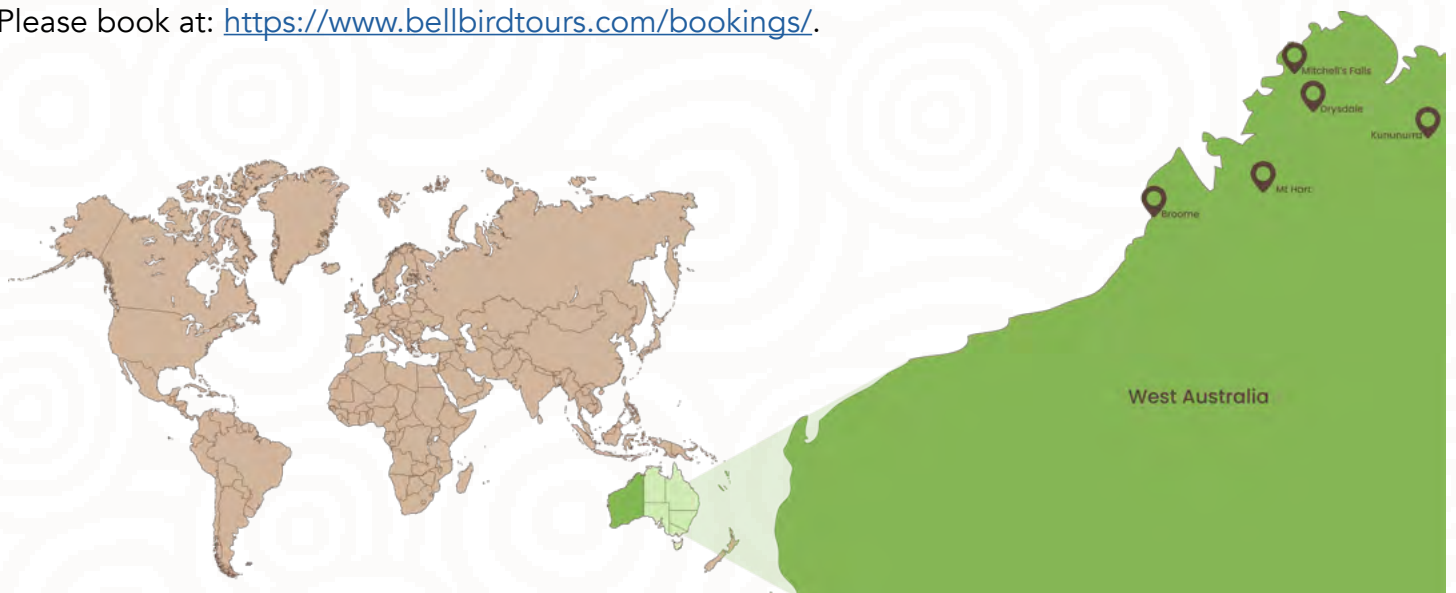 Please book at: https://www.bellbirdtours.com/bookings/.
Mitchell's Falls
Drysdale
Kununurra
Mt Hart
Broome
West Australia